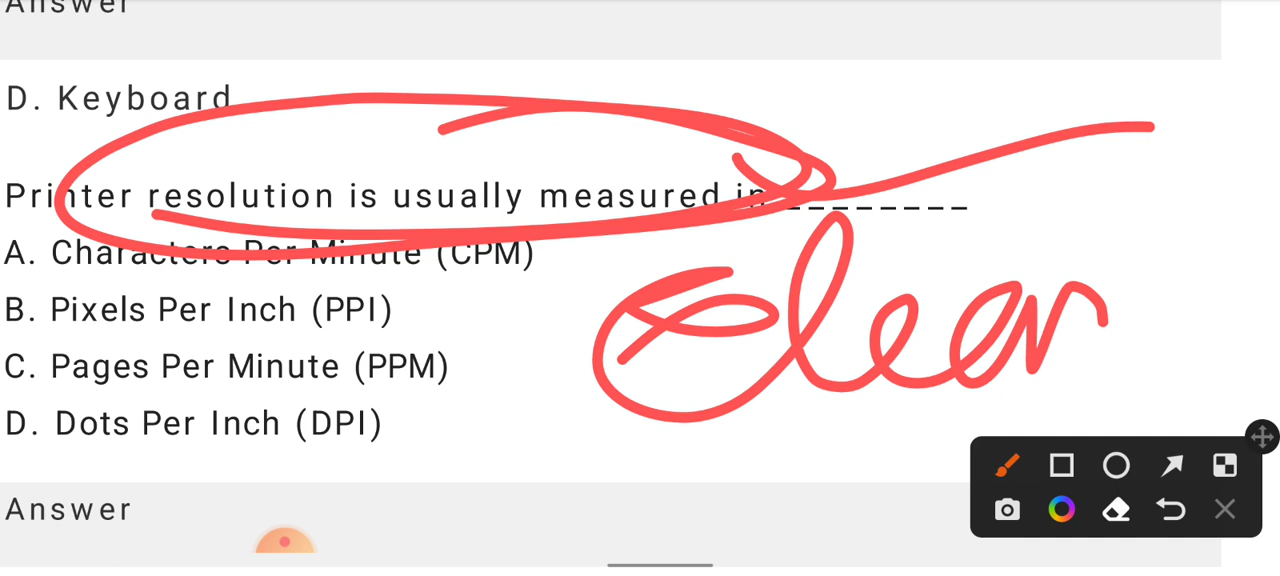 Answer
D. Keyboard
Printer resolution is usually measured in ________
A. Characters Per Minute (CPM)
B. Pixels Per Inch (PPI)
clear
C. Pages Per Minute (PPM)
D. Dots Per Inch (DPI)
Answer